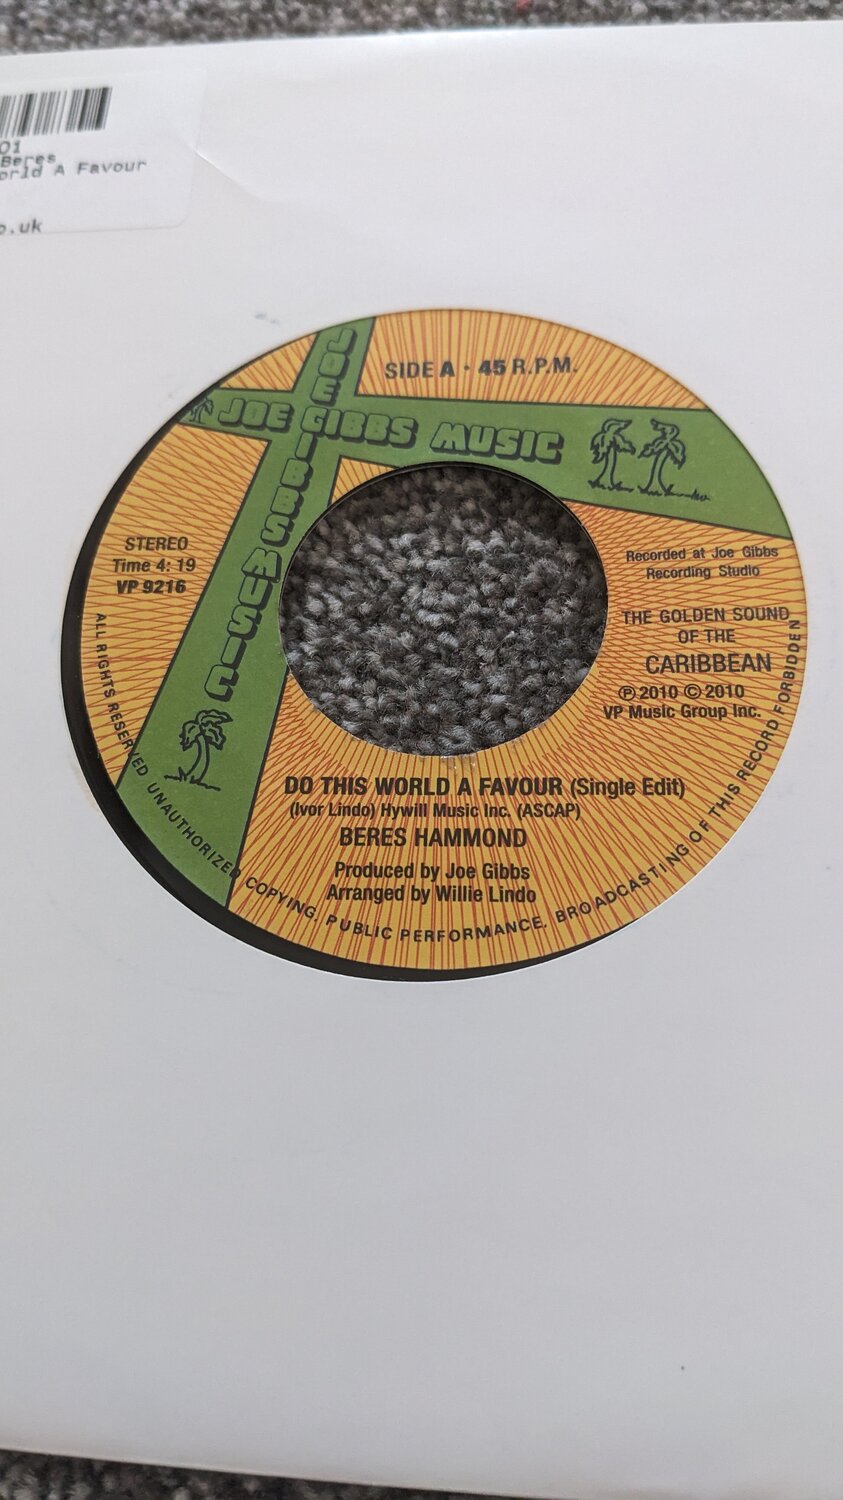 01
Beres
orld A Favour
o.uk
SIDE A • 45 R.P.M.
JOE GIBBS MUSIC
JOE GIBBS MUSIC
STEREO
Time 4: 19
VP 9216
Recorded at Joe Gibbs
Recording Studio
THE GOLDEN SOUND
OF THE
CARIBBEAN
℗ 2010 © 2010
VP Music Group Inc.
DO THIS WORLD A FAVOUR (Single Edit)
(Ivor Lindo) Hywill Music Inc. (ASCAP)
BERES HAMMOND
Produced by Joe Gibbs
Arranged by Willie Lindo
ALL RIGHTS RESERVED UNAUTHORIZED COPYING, PUBLIC PERFORMANCE, BROADCASTING OF THIS RECORD FORBIDDEN